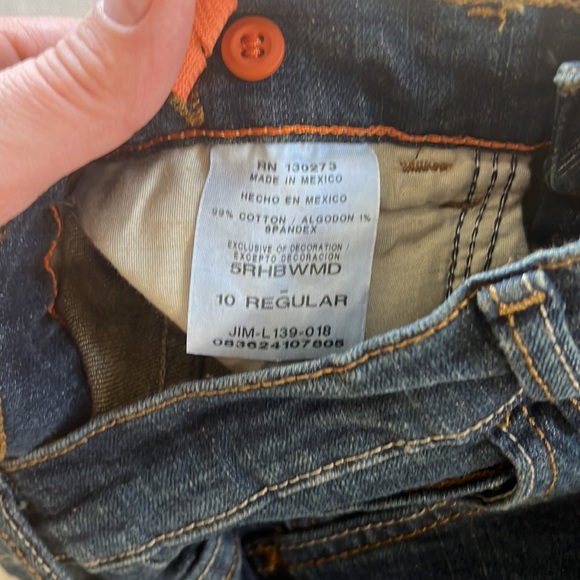 RN 130273
MADE IN MEXICO
HECHO EN MEXICO
99% COTTON / ALGODON 1%
SPANDEX
EXCLUSIVE OF DECORATION /
EXCEPTO DECORACION
5RHBWMD
-
10 REGULAR
JIM-L139-018
083624107805